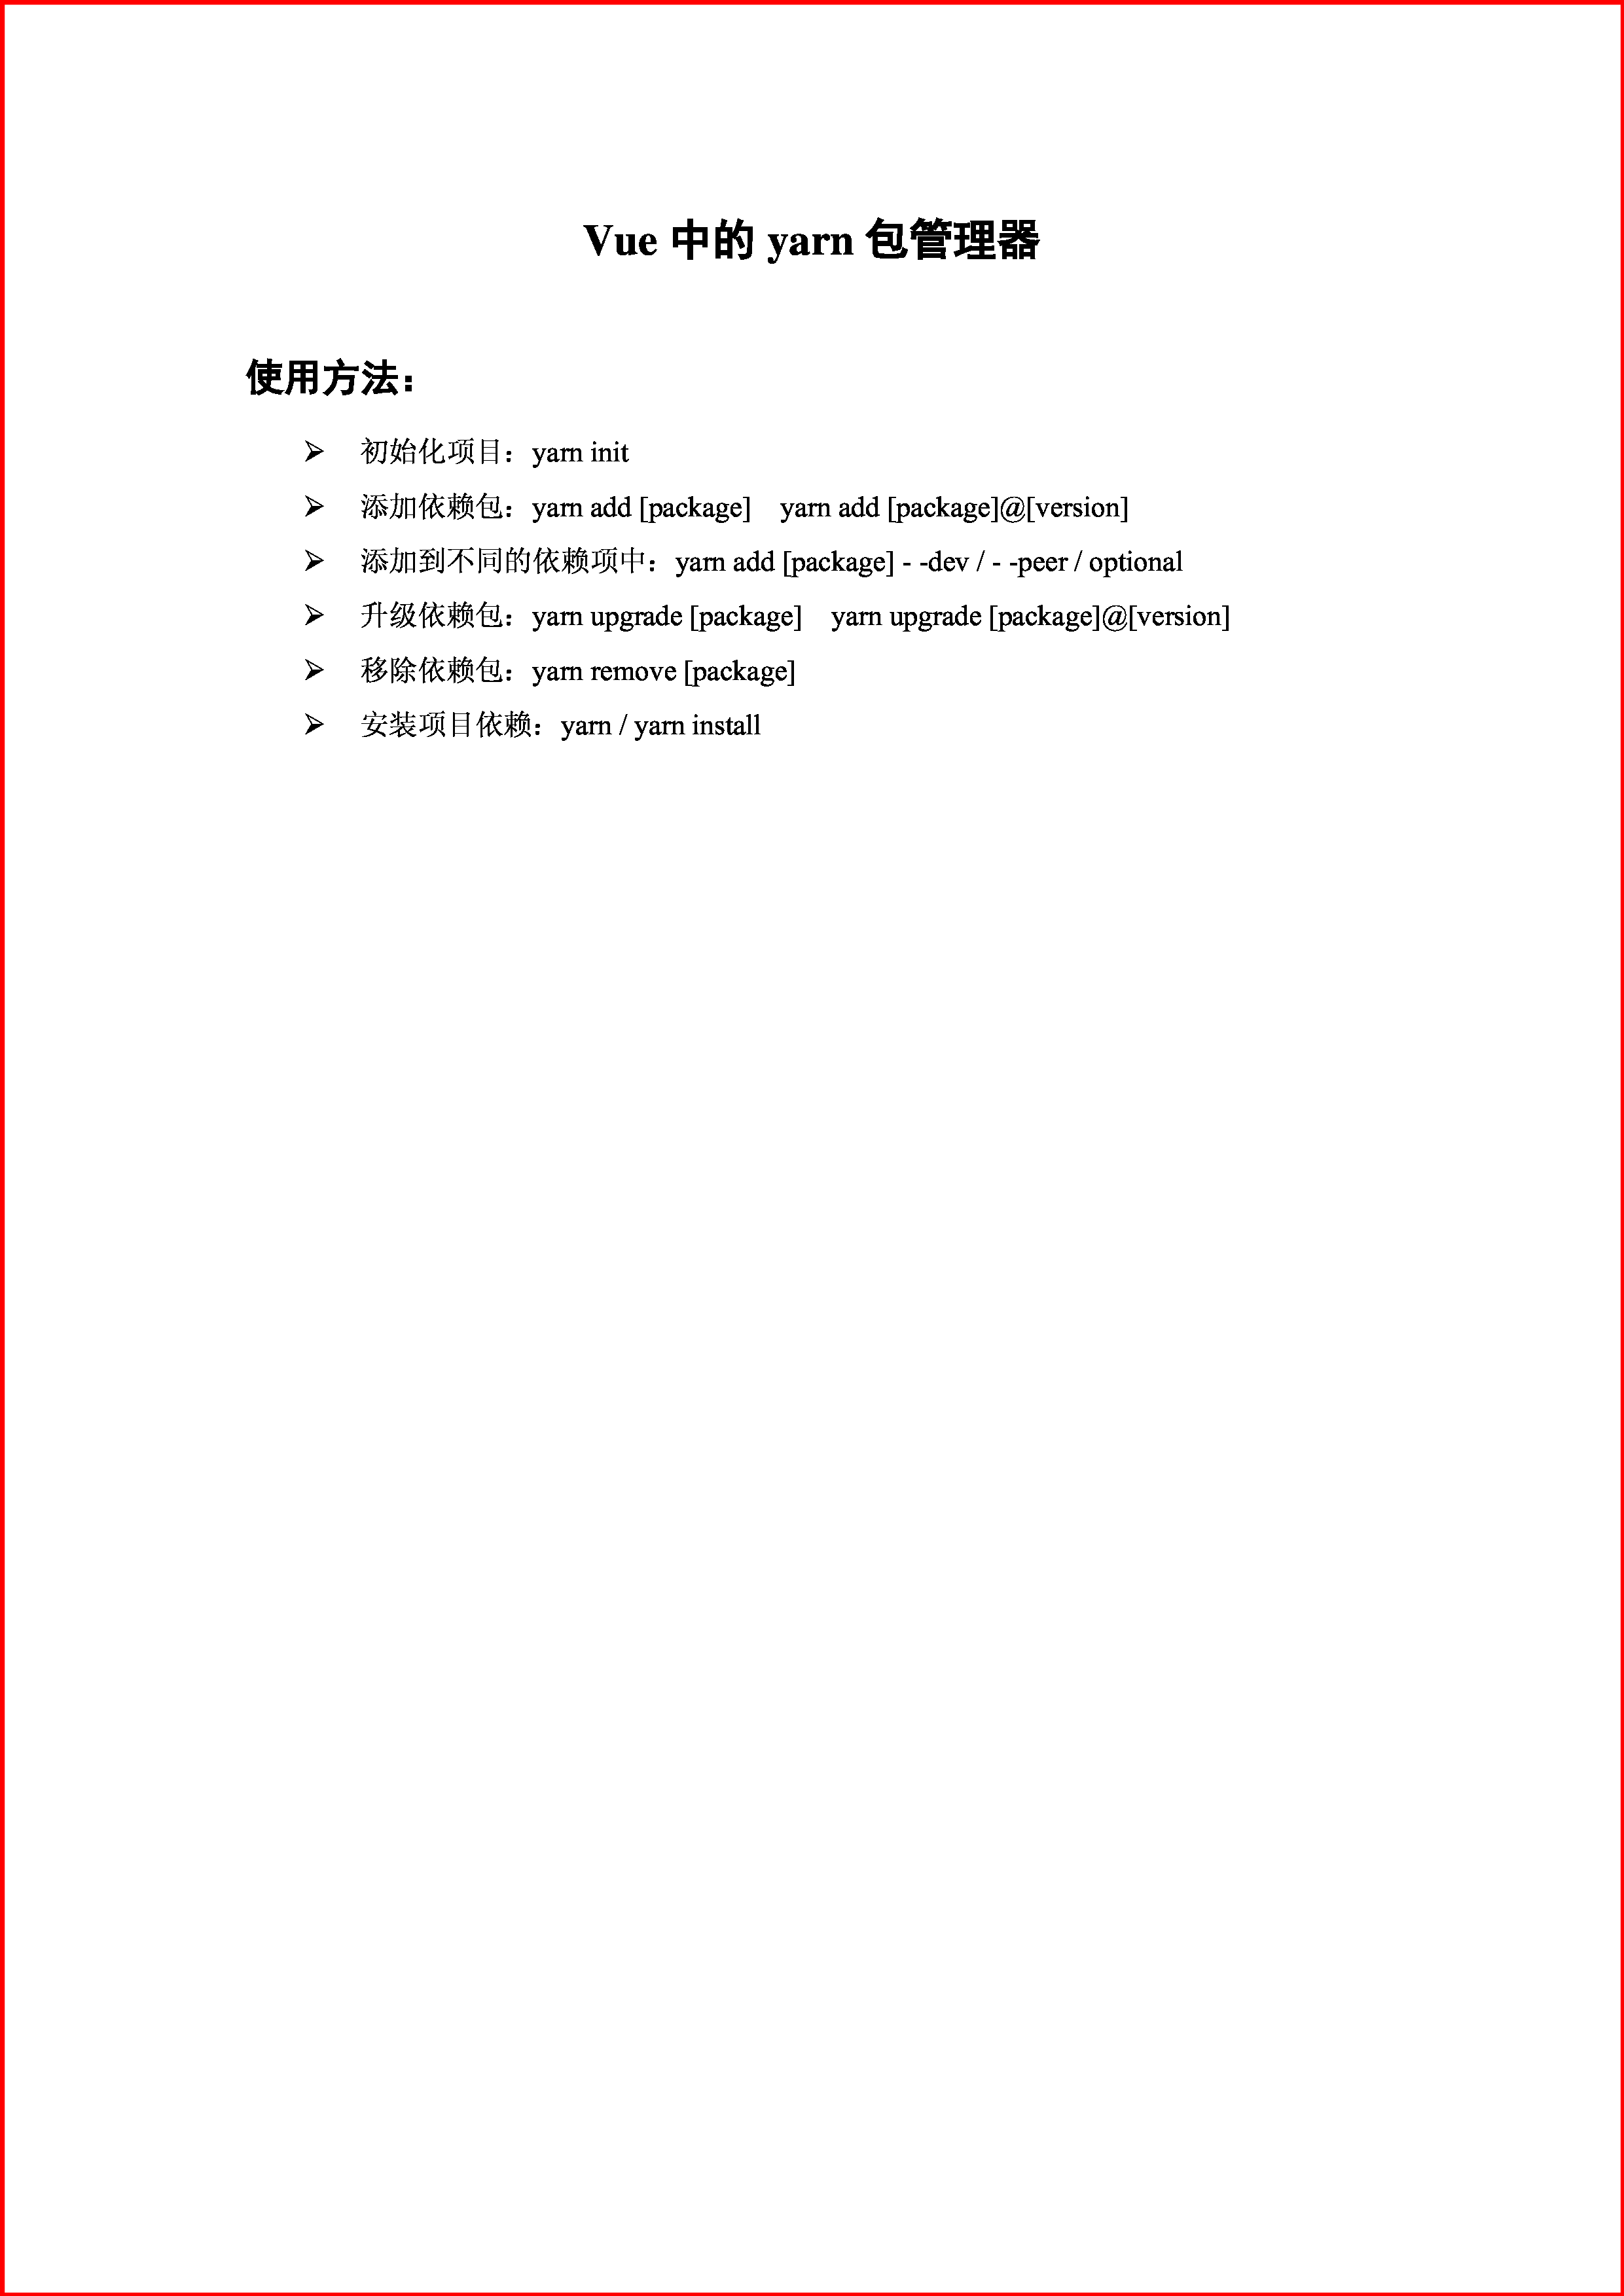 Vue 中的 yarn 包管理器
使用方法：
➢ 初始化项目：yarn init
➢ 添加依赖包：yarn add [package]    yarn add [package]@[version]
➢ 添加到不同的依赖项中：yarn add [package] - -dev / - -peer / optional
➢ 升级依赖包：yarn upgrade [package]    yarn upgrade [package]@[version]
➢ 移除依赖包：yarn remove [package]
➢ 安装项目依赖：yarn / yarn install